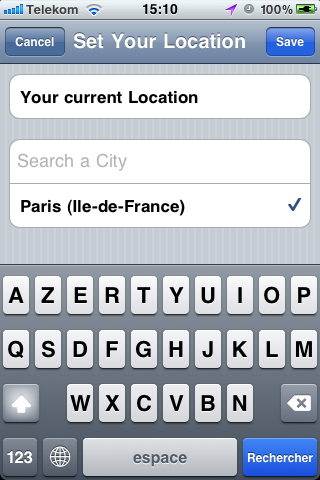 Telekom 15:10 100%
Cancel Set Your Location Save
Your current Location
Search a City
Paris (Ile-de-France)
A Z E R T Y U I O P
Q S D F G H J K L M
W X C V B N
123 espace Rechercher